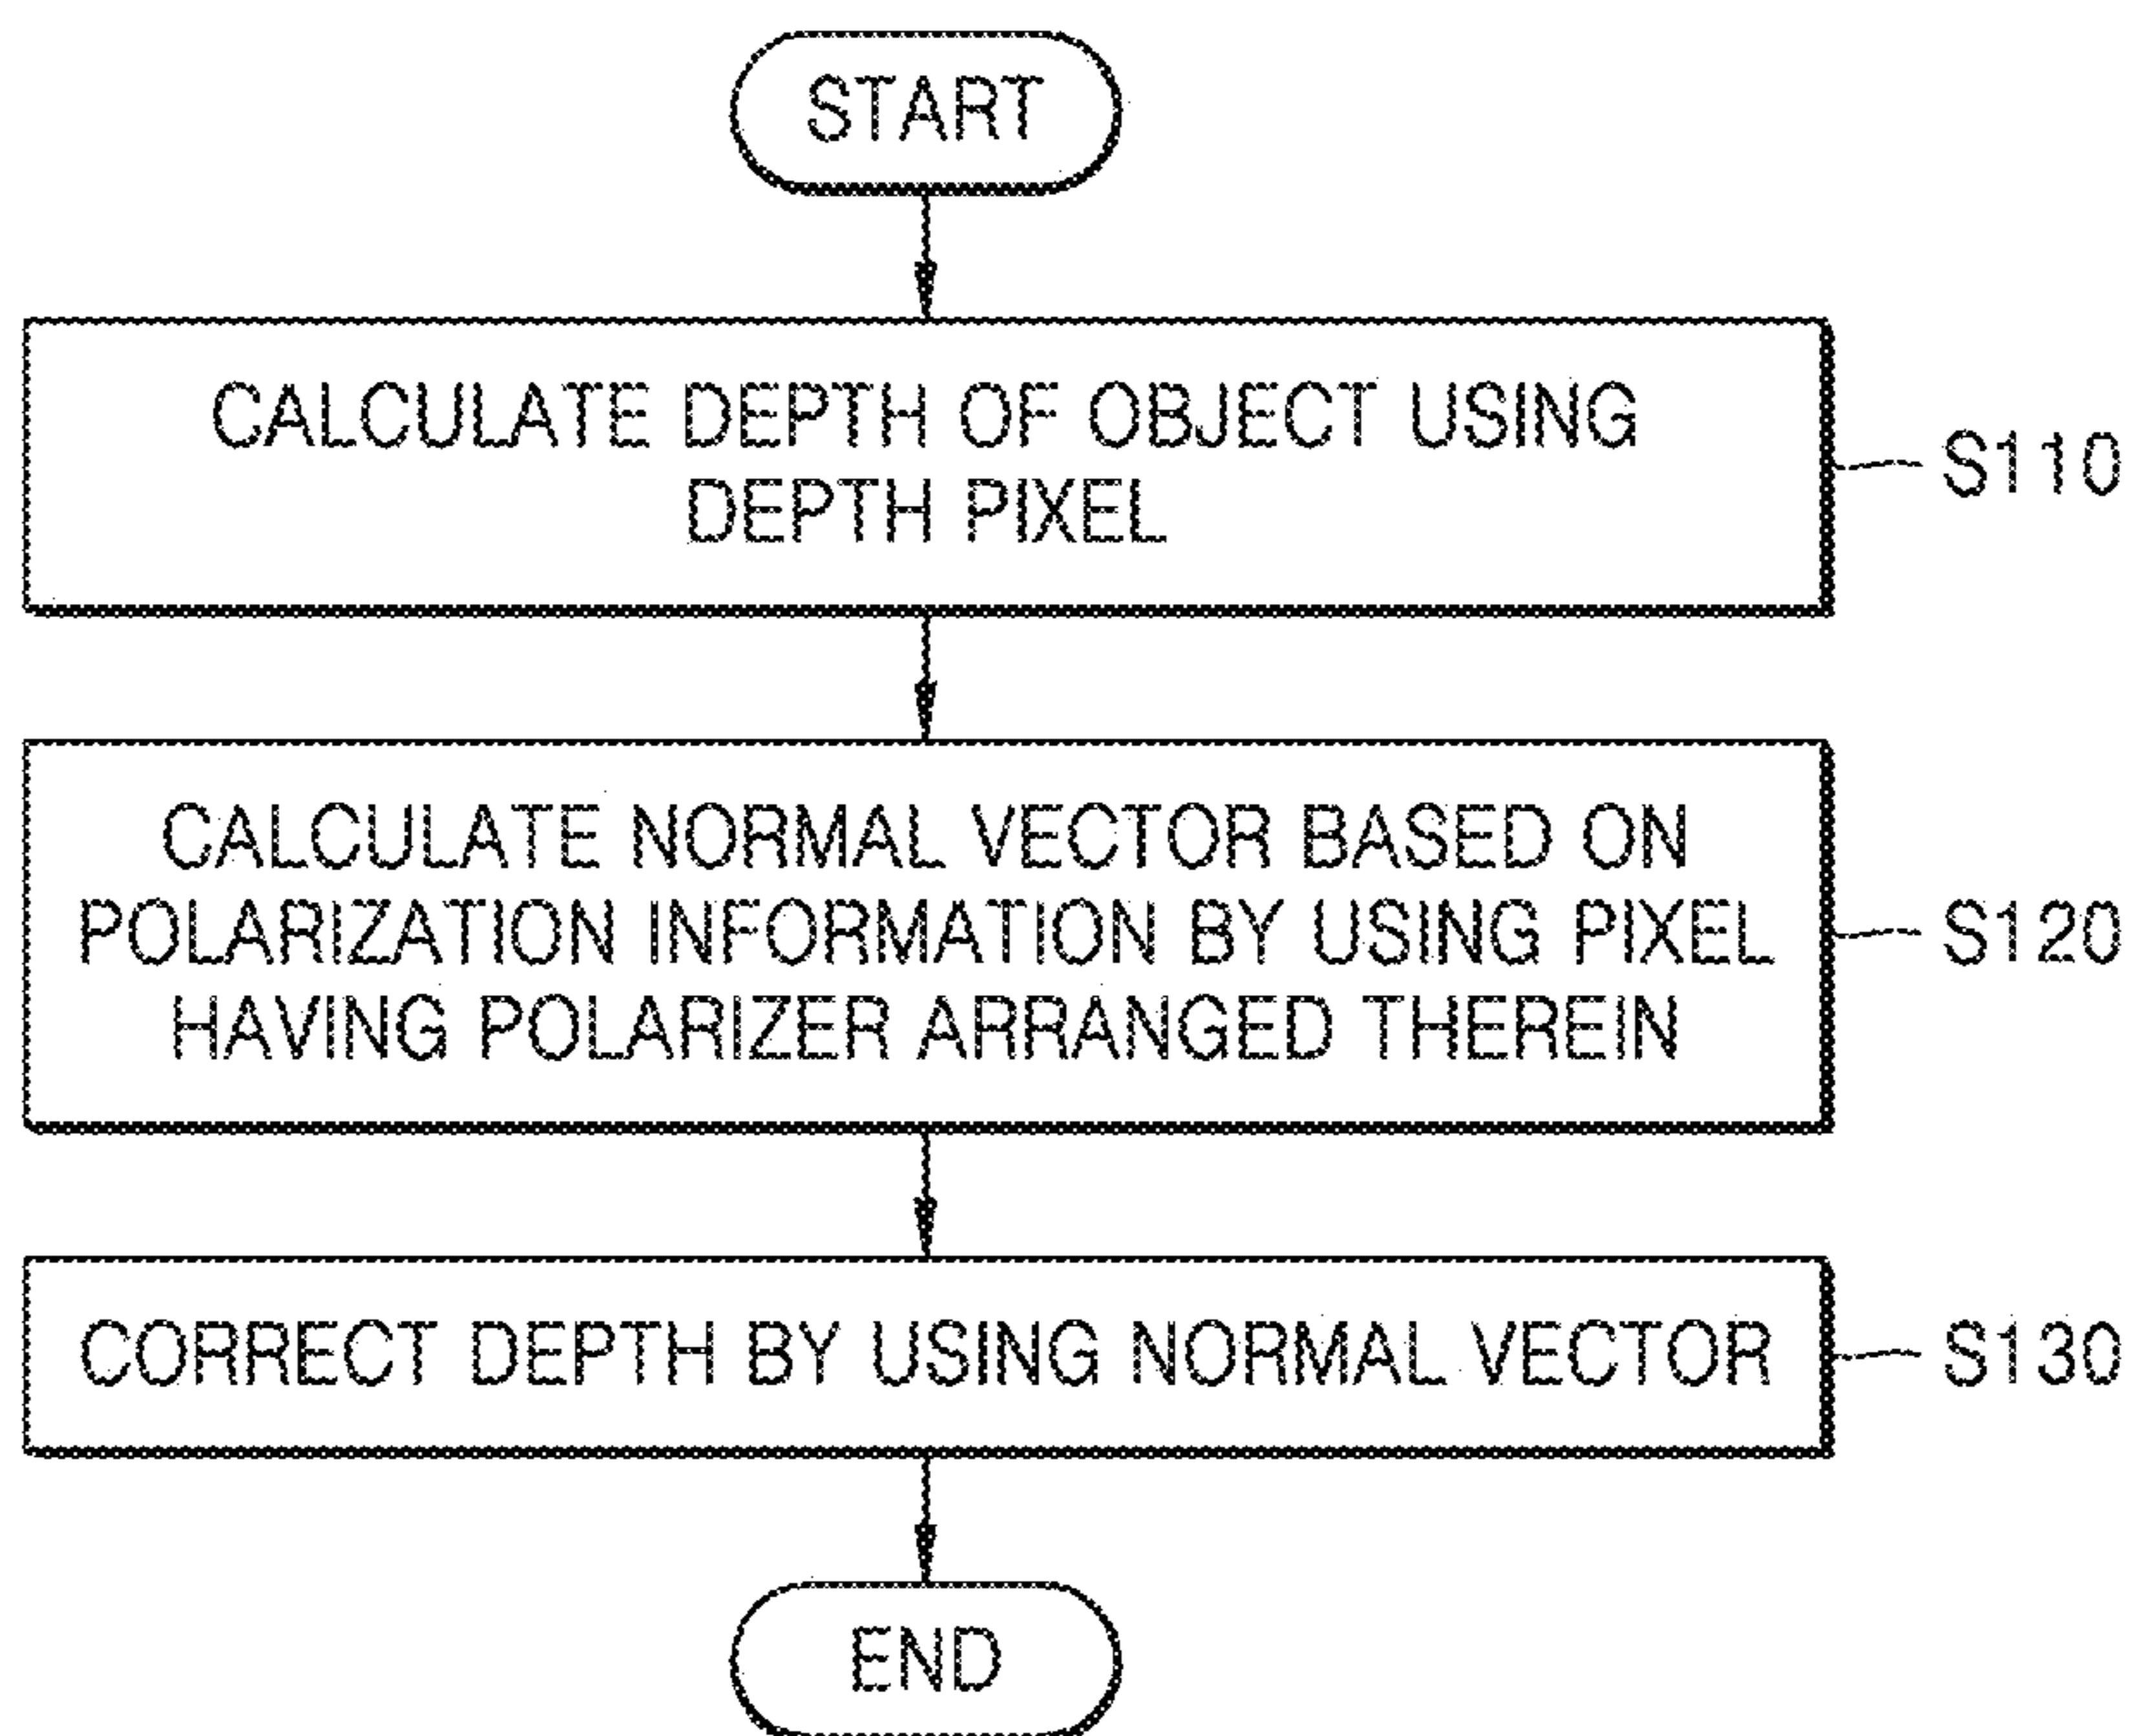 START
CALCULATE DEPTH OF OBJECT USING
DEPTH PIXEL
S110
CALCULATE NORMAL VECTOR BASED ON
POLARIZATION INFORMATION BY USING PIXEL
HAVING POLARIZER ARRANGED THEREIN
S120
CORRECT DEPTH BY USING NORMAL VECTOR
S130
END